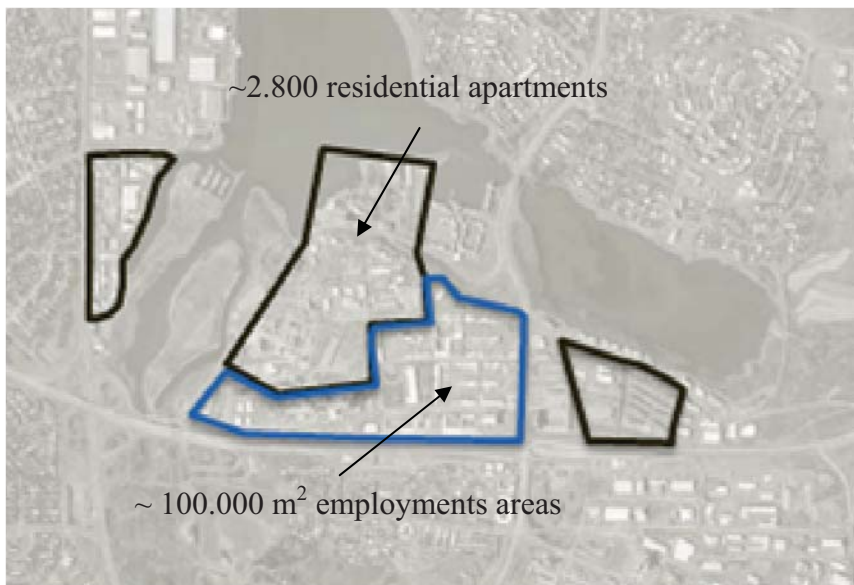 ~2.800 residential apartments
~ 100.000 m² employments areas